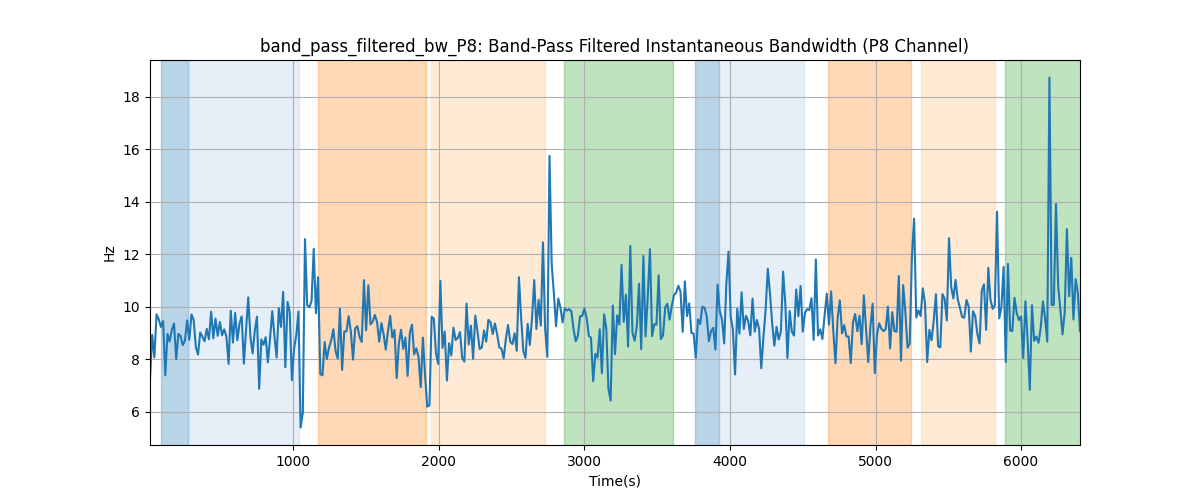 band_pass_filtered_bw_P8: Band-Pass Filtered Instantaneous Bandwidth (P8 Channel)
18
16
14
12
10
8
6
Hz
1000 2000 3000 4000 5000 6000
Time(s)